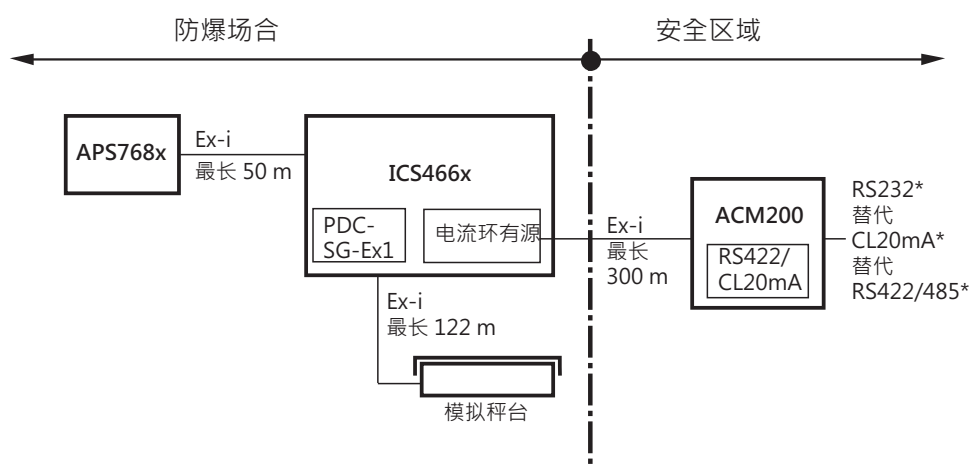 防爆场合
安全区域
APS768x
Ex-i
最长 50 m
ICS466x
PDC-
SG-Ex1
电流环有源
Ex-i
最长
300 m
ACM200
RS422/
CL20mA
RS232*
替代
CL20mA*
替代
RS422/485*
Ex-i
最长 122 m
模拟秤台